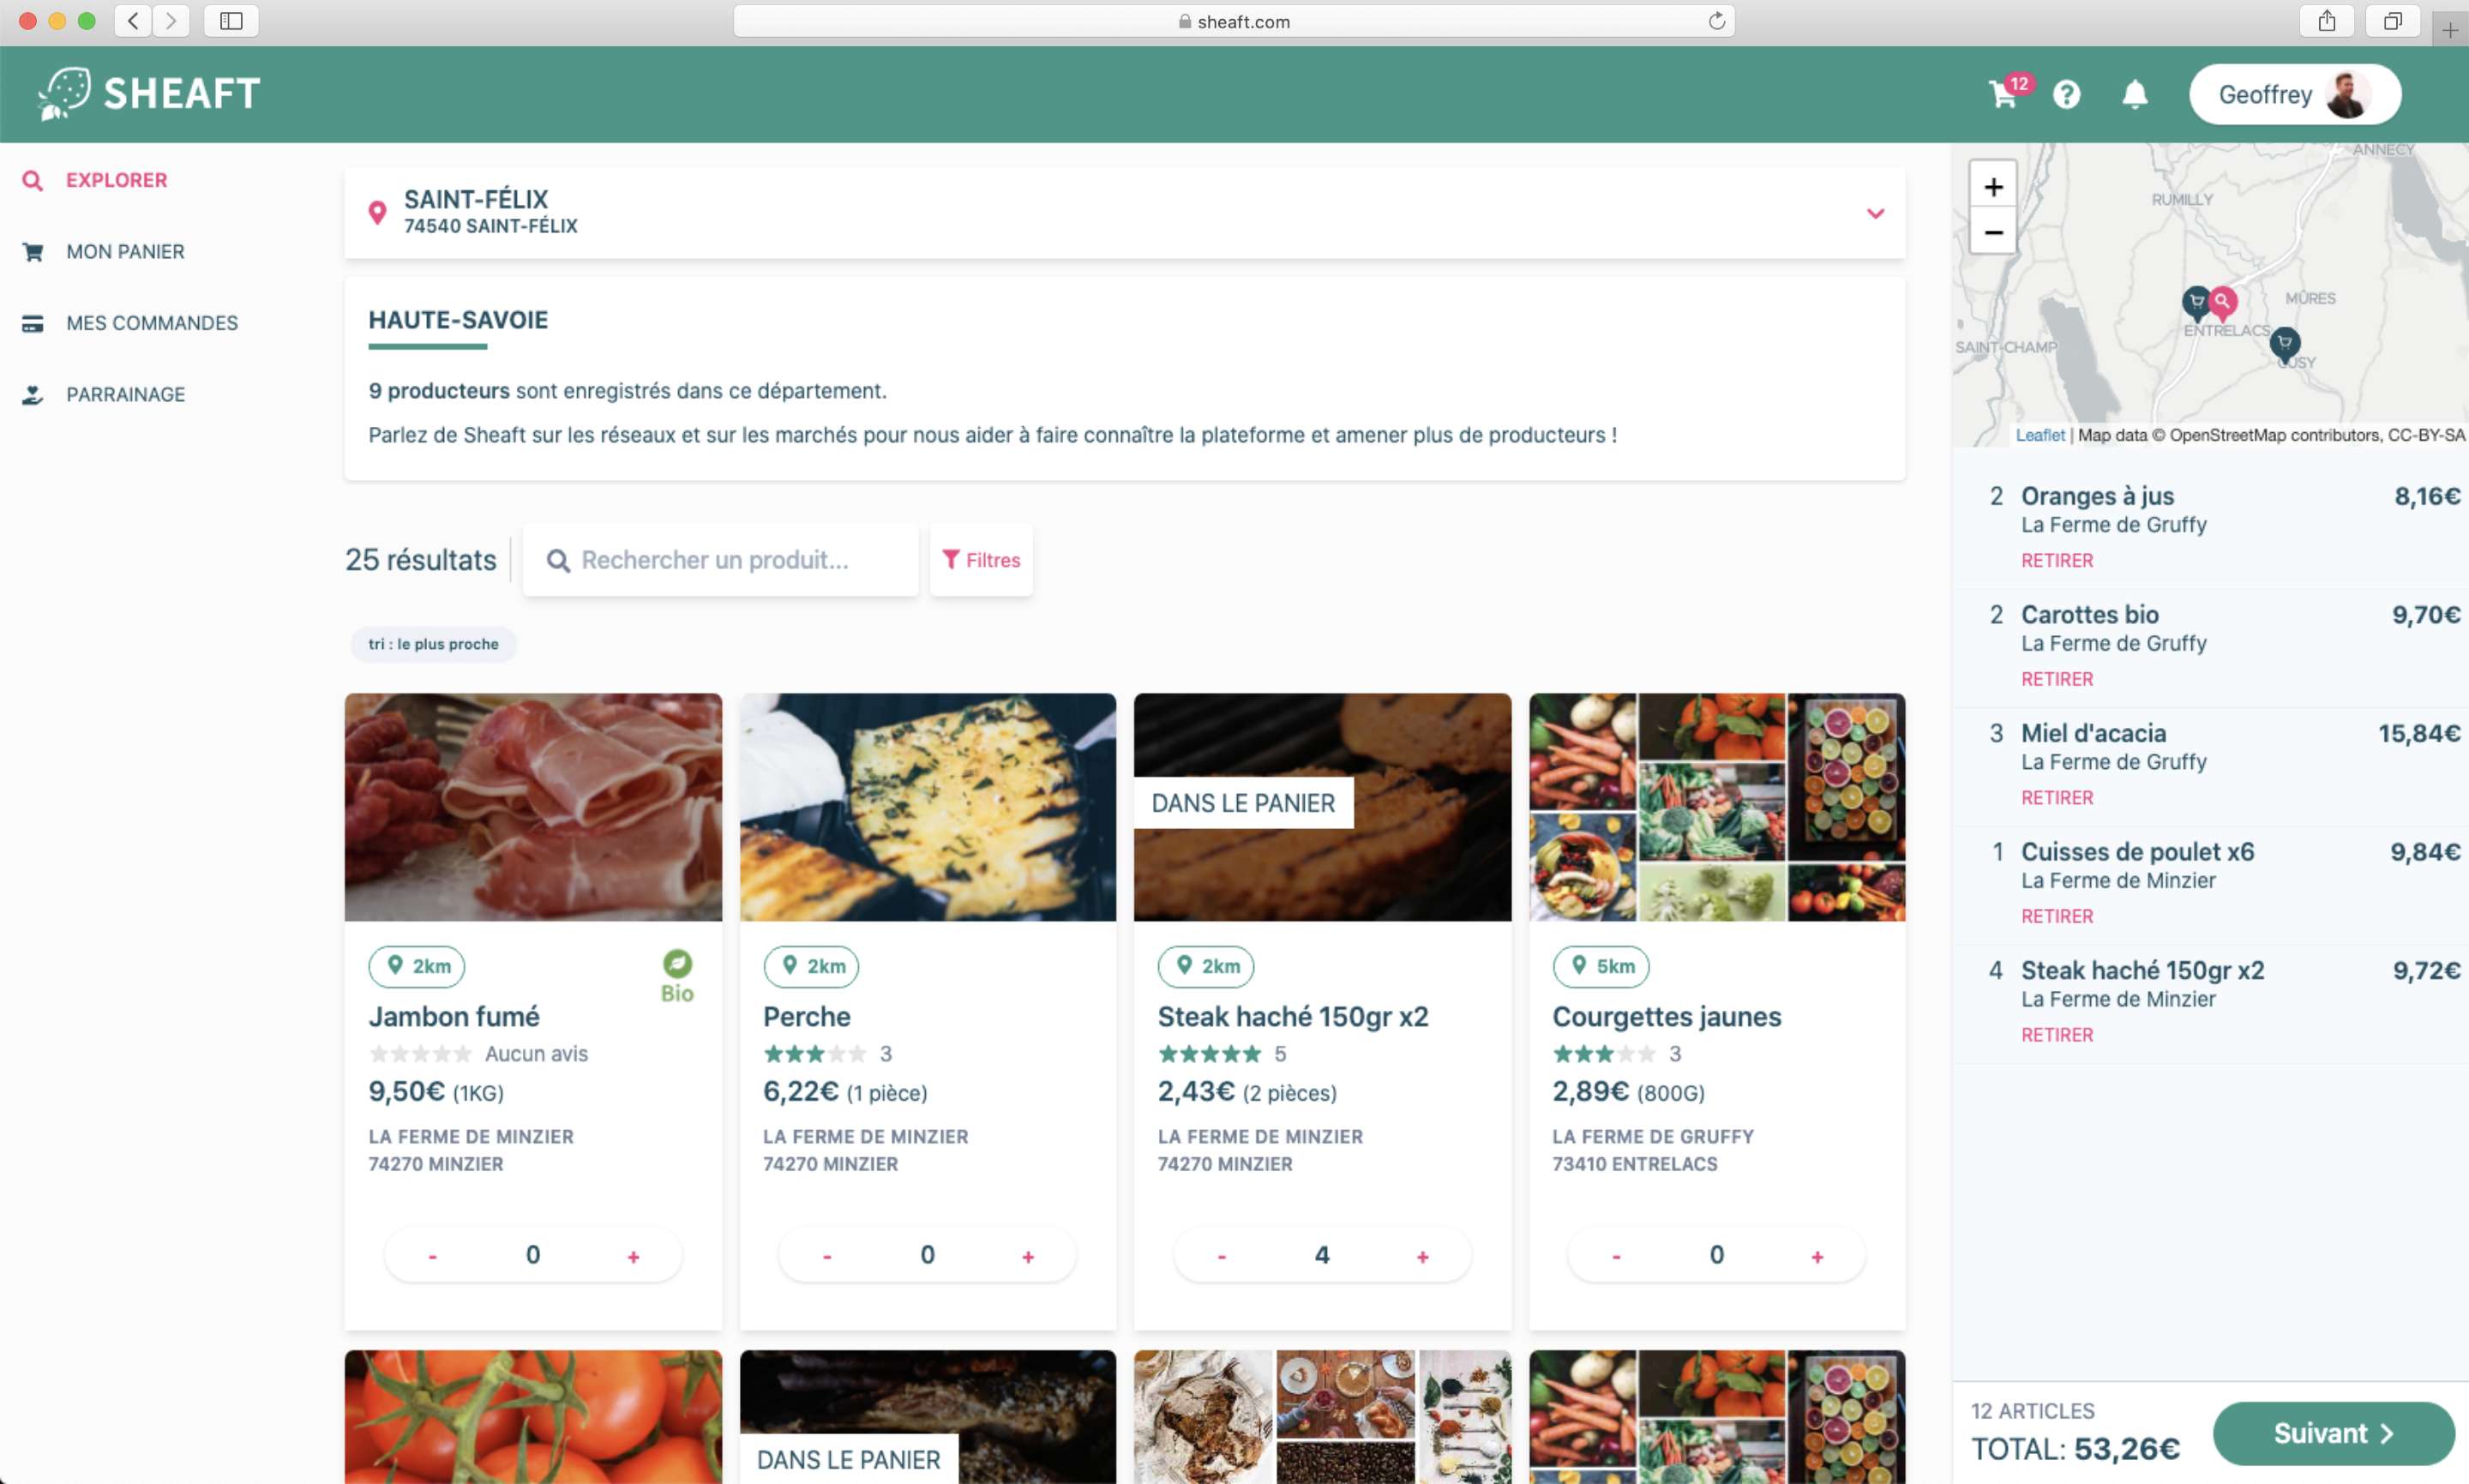 sheaft.com
SHEAFT
12
Geoffrey
EXPLORER
MON PANIER
MES COMMANDES
PARRAINAGE
SAINT-FÉLIX
74540 SAINT-FÉLIX
HAUTE-SAVOIE
9 producteurs sont enregistrés dans ce département.
Parlez de Sheaft sur les réseaux et sur les marchés pour nous aider à faire connaître la plateforme et amener plus de producteurs !
25 résultats
Rechercher un produit...
Filtres
tri : le plus proche
2km
Bio
Jambon fumé
Aucun avis
9,50€ (1KG)
LA FERME DE MINZIER
74270 MINZIER
- 0 +
2km
Perche
3
6,22€ (1 pièce)
LA FERME DE MINZIER
74270 MINZIER
- 0 +
DANS LE PANIER
2km
Steak haché 150gr x2
5
2,43€ (2 pièces)
LA FERME DE MINZIER
74270 MINZIER
- 4 +
5km
Courgettes jaunes
3
2,89€ (800G)
LA FERME DE GRUFFY
73410 ENTRELACS
- 0 +
DANS LE PANIER
+
−
ANNECY
RUMILLY
MÛRES
ENTRELACS
SAINT-CHAMP
CUSY
Leaflet | Map data © OpenStreetMap contributors, CC-BY-SA
2 Oranges à jus 8,16€
La Ferme de Gruffy
RETIRER
2 Carottes bio 9,70€
La Ferme de Gruffy
RETIRER
3 Miel d'acacia 15,84€
La Ferme de Gruffy
RETIRER
1 Cuisses de poulet x6 9,84€
La Ferme de Minzier
RETIRER
4 Steak haché 150gr x2 9,72€
La Ferme de Minzier
RETIRER
12 ARTICLES
TOTAL: 53,26€
Suivant >